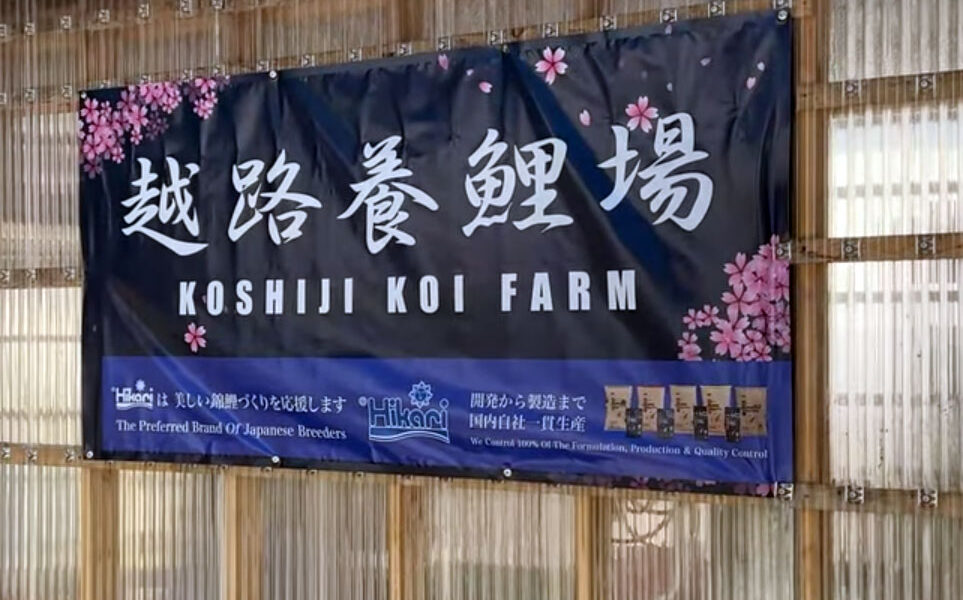 越路養鯉場
KOSHIJI KOI FARM
Hikari は 美しい錦鯉づくりを応援します
The Preferred Brand Of Japanese Breeders
Hikari
開発から製造まで
国内自社一貫生産
We Control 100% Of The Formulation, Production & Quality Control